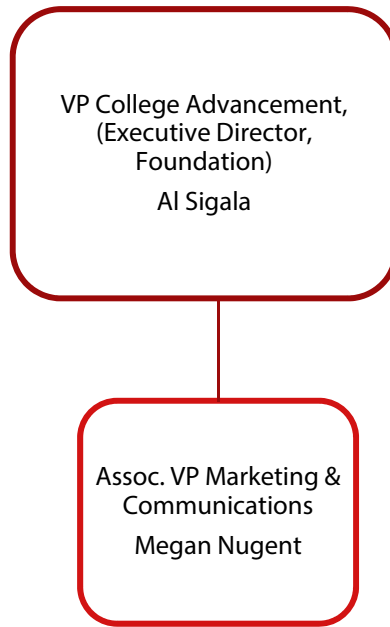 VP College Advancement,
(Executive Director,
Foundation)
Al Sigala
Assoc. VP Marketing &
Communications
Megan Nugent